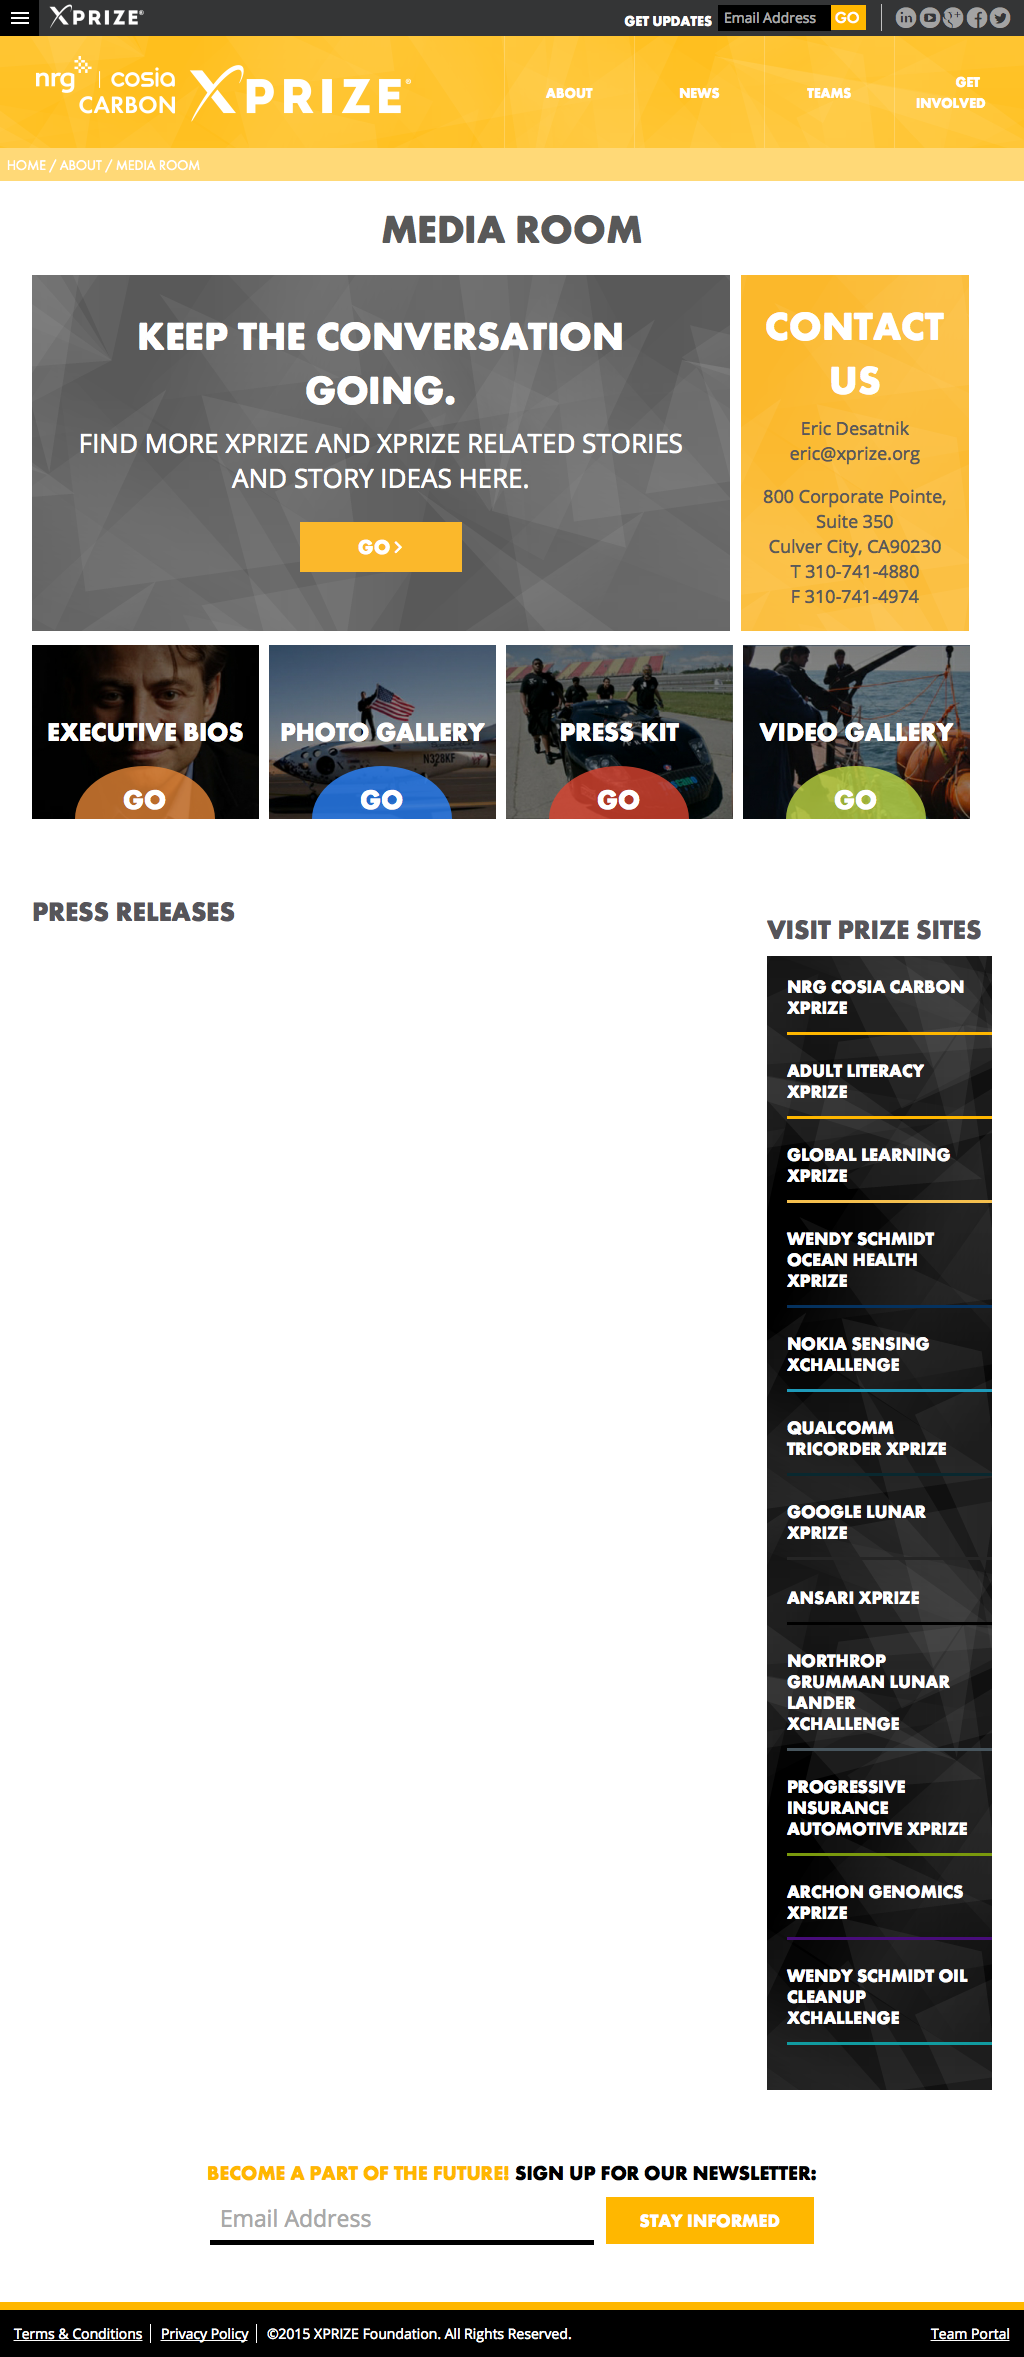 XPRIZE®
GET UPDATES
Email Address
GO
nrg | cosia
CARBON
XPRIZE®
ABOUT
NEWS
TEAMS
GET
INVOLVED
HOME / ABOUT / MEDIA ROOM
MEDIA ROOM
KEEP THE CONVERSATION
GOING.
FIND MORE XPRIZE AND XPRIZE RELATED STORIES
AND STORY IDEAS HERE.
GO >
CONTACT
US
Eric Desatnik
eric@xprize.org
800 Corporate Pointe,
Suite 350
Culver City, CA90230
T 310-741-4880
F 310-741-4974
EXECUTIVE BIOS
GO
PHOTO GALLERY
N328KF
GO
PRESS KIT
GO
VIDEO GALLERY
GO
PRESS RELEASES
VISIT PRIZE SITES
NRG COSIA CARBON
XPRIZE
ADULT LITERACY
XPRIZE
GLOBAL LEARNING
XPRIZE
WENDY SCHMIDT
OCEAN HEALTH
XPRIZE
NOKIA SENSING
XCHALLENGE
QUALCOMM
TRICORDER XPRIZE
GOOGLE LUNAR
XPRIZE
ANSARI XPRIZE
NORTHROP
GRUMMAN LUNAR
LANDER
XCHALLENGE
PROGRESSIVE
INSURANCE
AUTOMOTIVE XPRIZE
ARCHON GENOMICS
XPRIZE
WENDY SCHMIDT OIL
CLEANUP
XCHALLENGE
BECOME A PART OF THE FUTURE! SIGN UP FOR OUR NEWSLETTER:
Email Address
STAY INFORMED
Terms & Conditions | Privacy Policy | ©2015 XPRIZE Foundation. All Rights Reserved.
Team Portal